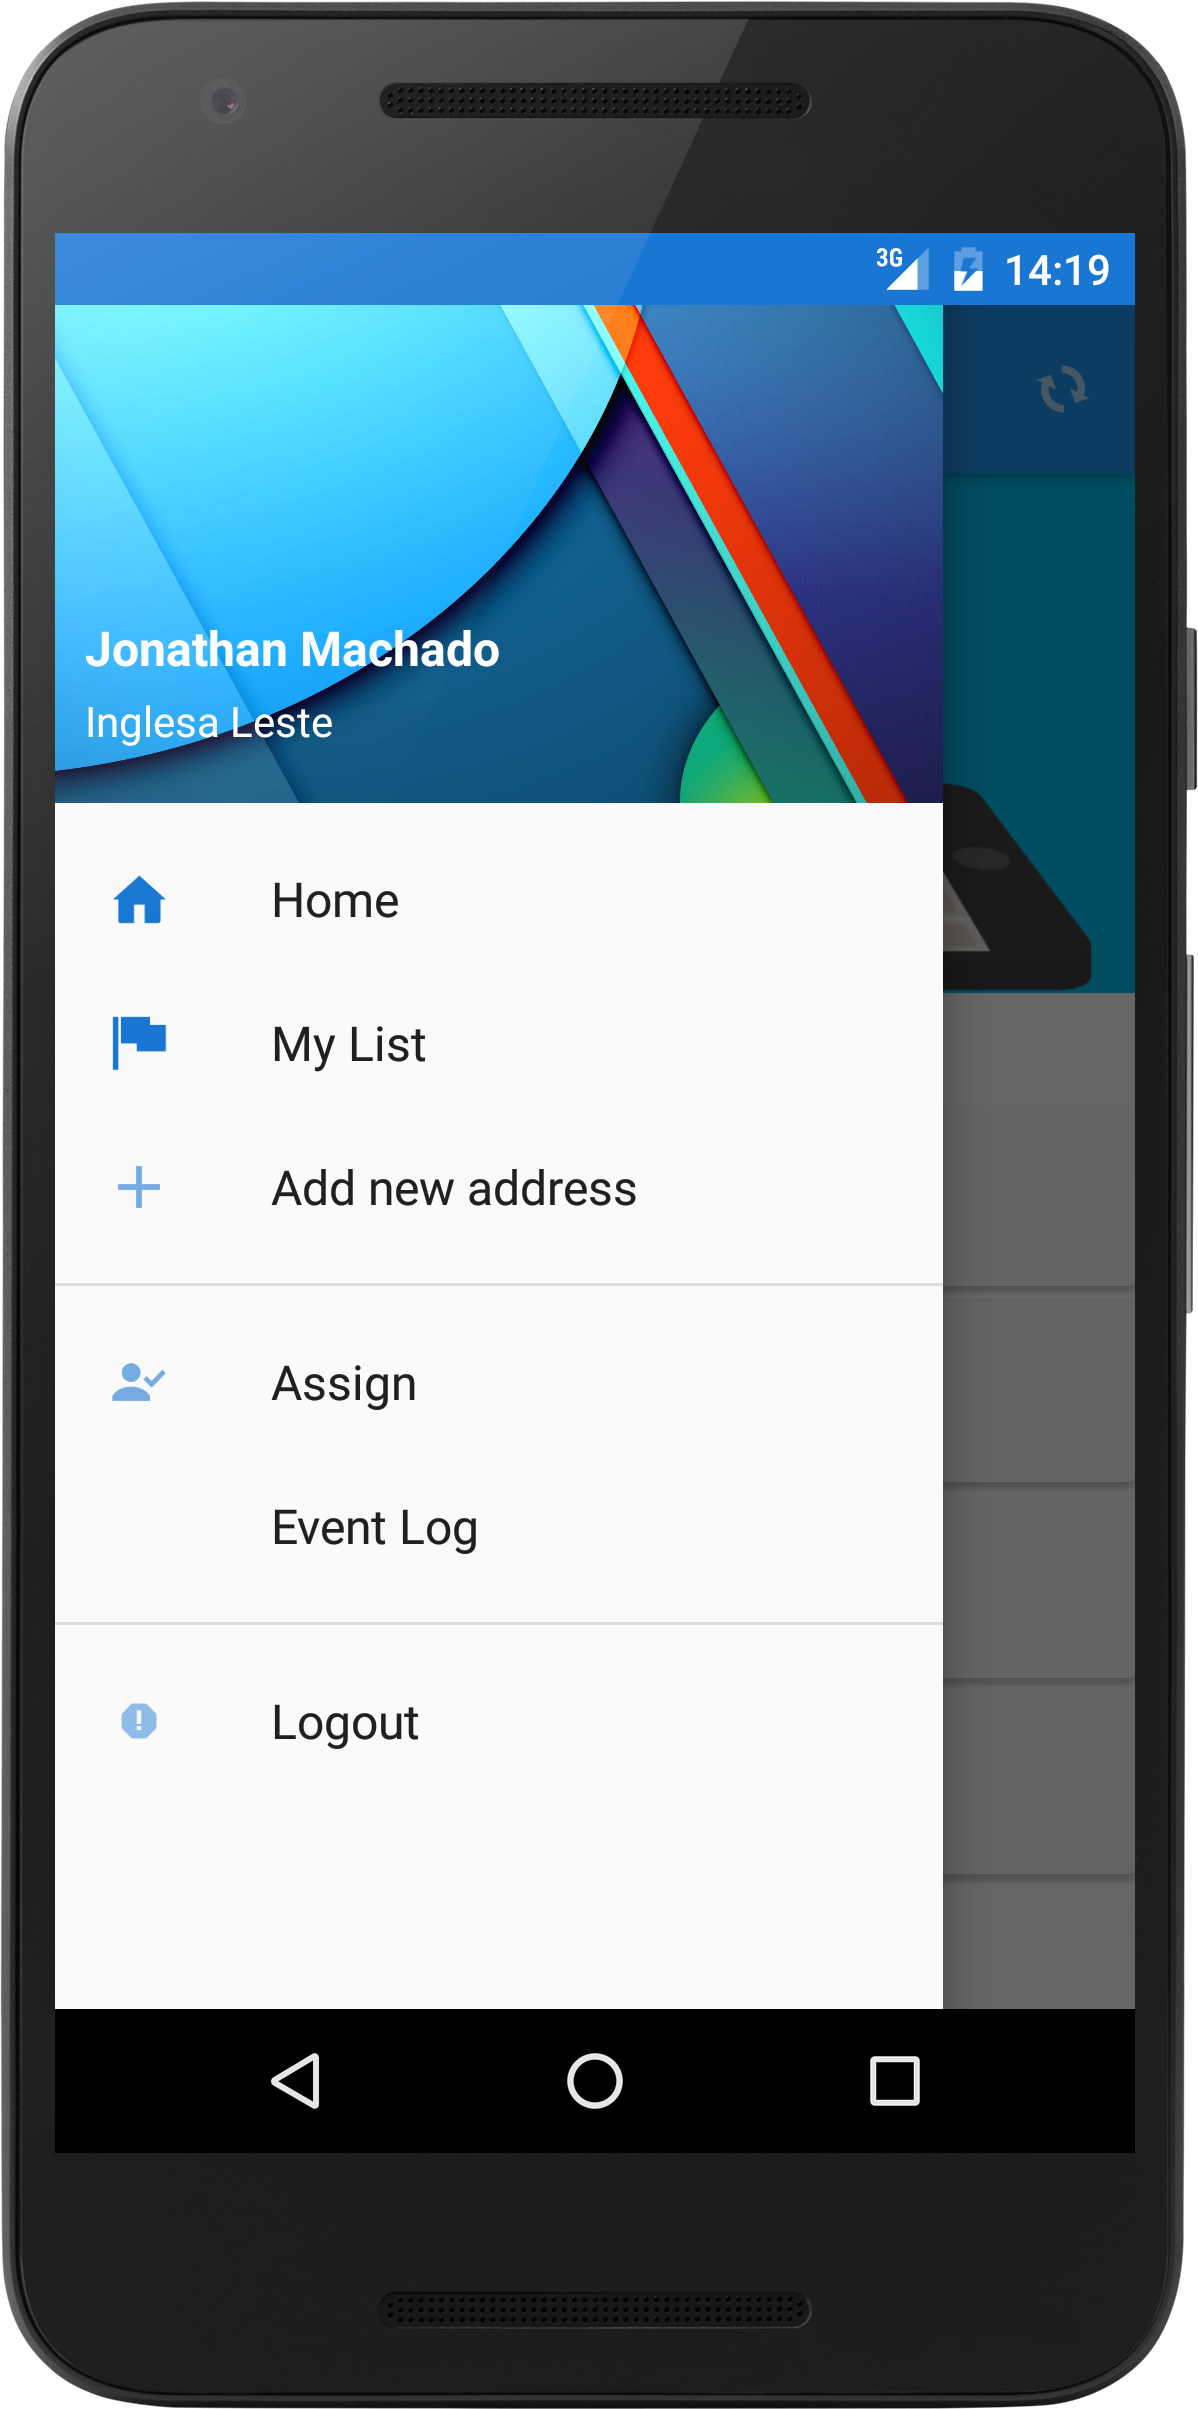 3G 14:19
Jonathan Machado
Inglesa Leste
Home
My List
Add new address
Assign
Event Log
Logout